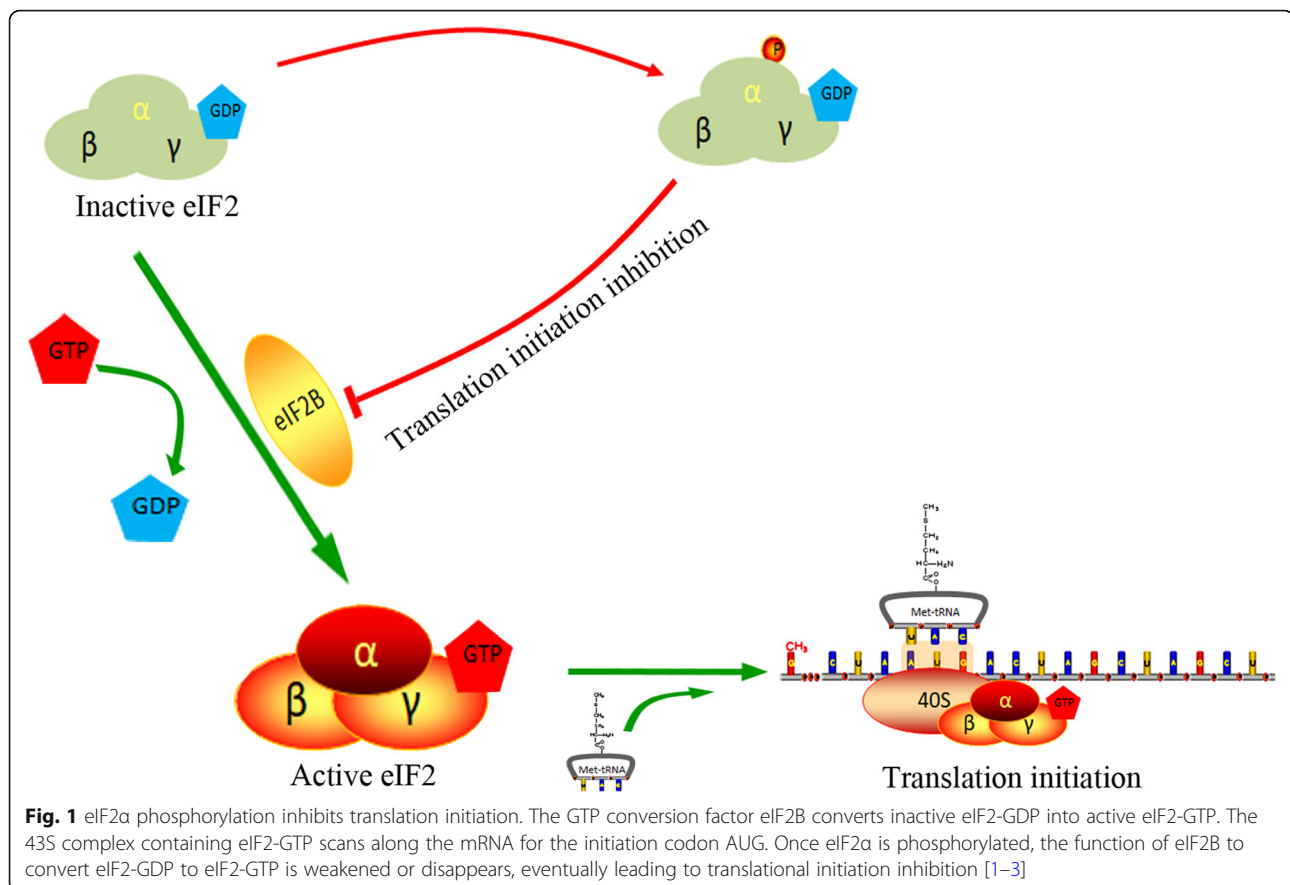 P
α
GDP
β
γ
Inactive eIF2
α
GDP
β
γ
Translation initiation inhibition
GTP
eIF2B
GDP
α
GTP
β
γ
Active eIF2
CH₃
S
CH₂
CH₂
HC—H₂N
Met-tRNA
U A C
CH₃
G C U A A U G A C U A G C U A G C U
40S
α
β
γ
GTP
Met-tRNA
U A C
Translation initiation
Fig. 1 eIF2α phosphorylation inhibits translation initiation. The GTP conversion factor eIF2B converts inactive eIF2-GDP into active eIF2-GTP. The
43S complex containing eIF2-GTP scans along the mRNA for the initiation codon AUG. Once eIF2α is phosphorylated, the function of eIF2B to
convert eIF2-GDP to eIF2-GTP is weakened or disappears, eventually leading to translational initiation inhibition [1–3]